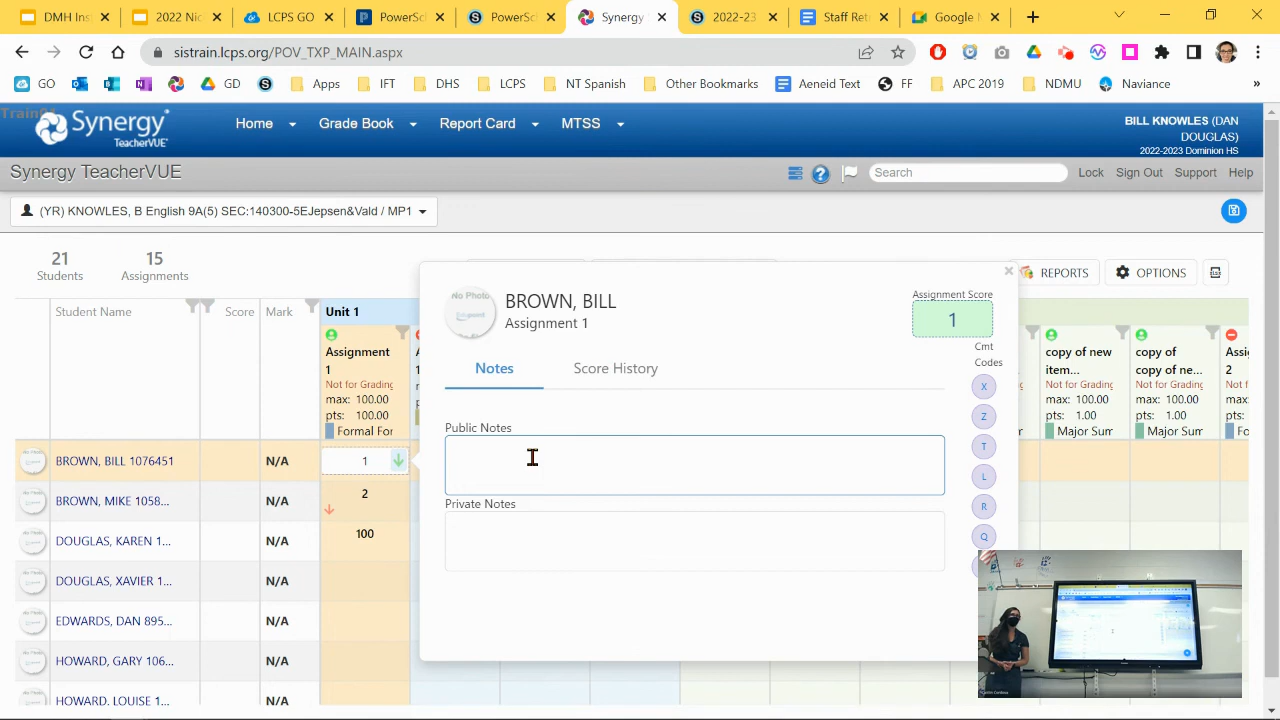 DMH Ins
2022 Nic
LCPS GO
PowerSc
PowerSc
Synergy
2022-23
Staff Ret
Google M
sistrain.lcps.org/POV_TXP_MAIN.aspx
GO
GD
Apps
IFT
DHS
LCPS
NT Spanish
Other Bookmarks
Aeneid Text
FF
APC 2019
NDMU
Naviance
Synergy
TeacherVUE
Home
Grade Book
Report Card
MTSS
BILL KNOWLES (DAN
DOUGLAS)
2022-2023 Dominion HS
Synergy TeacherVUE
Search
Lock
Sign Out
Support
Help
(YR) KNOWLES, B English 9A(5) SEC:140300-5EJepsen&Vald / MP1
21
Students
15
Assignments
REPORTS
OPTIONS
Student Name
Score
Mark
Unit 1
Assignment
1
Not for Grading
max: 100.00
pts: 100.00
Formal For
copy of new
item...
Not for Grading
max: 100.00
pts: 1.00
Major Sum
copy of
copy of ne...
Not for Grading
max: 100.00
pts: 1.00
Major Sum
Assig
2
Not f
max:
pts:
Ma
BROWN, BILL 1076451
N/A
1
BROWN, MIKE 1058...
N/A
2
DOUGLAS, KAREN 1...
N/A
100
DOUGLAS, XAVIER 1...
N/A
EDWARDS, DAN 895...
N/A
HOWARD, GARY 106...
N/A
HOWARD, LOUISE 1...
N/A
No Photo
BROWN, BILL
Assignment 1
Assignment Score
1
Notes
Score History
Cmt
Codes
X
Z
T
L
R
Q
Public Notes
Private Notes